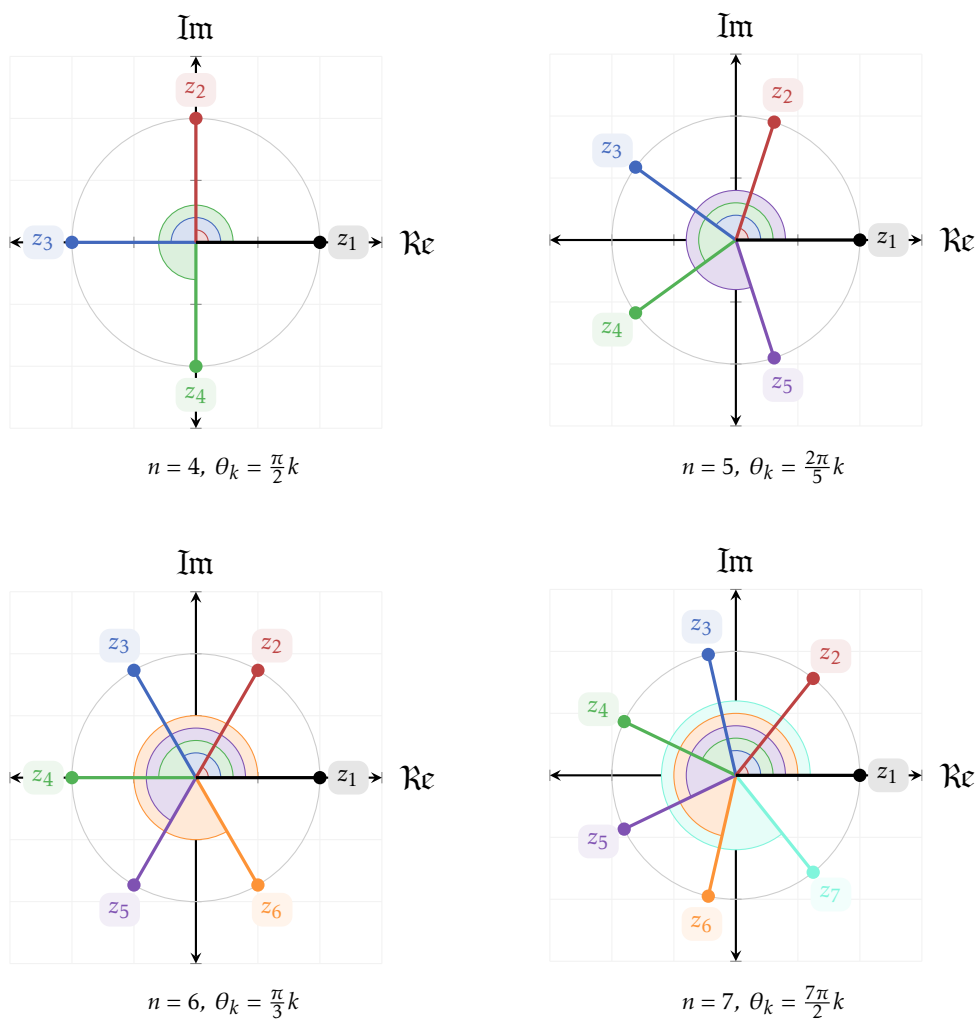 ℑ𝔪
z₂
z₃
z₁
ℜ𝔢
z₄
n = 4, θₖ = π/2 k
ℑ𝔪
z₂
z₃
z₁
ℜ𝔢
z₄
z₅
n = 5, θₖ = 2π/5 k
ℑ𝔪
z₃
z₂
z₄
z₁
ℜ𝔢
z₅
z₆
n = 6, θₖ = π/3 k
ℑ𝔪
z₃
z₂
z₄
z₁
ℜ𝔢
z₅
z₇
z₆
n = 7, θₖ = 7π/2 k